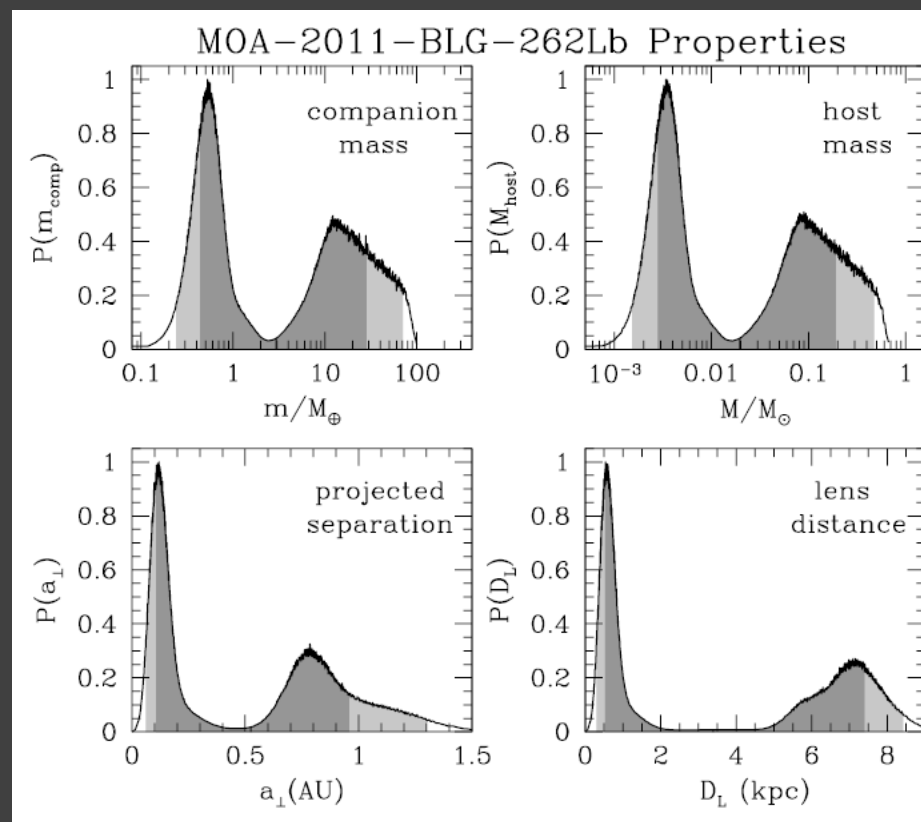 MOA-2011-BLG-262Lb Properties
1
0.8
0.6
0.4
0.2
0
P(m_comp)
companion
mass
0.1 1 10 100
m/M⊕
1
0.8
0.6
0.4
0.2
0
P(M_host)
host
mass
10⁻³ 0.01 0.1 1
M/M⊙
1
0.8
0.6
0.4
0.2
0
P(a⊥)
projected
separation
0 0.5 1 1.5
a⊥(AU)
1
0.8
0.6
0.4
0.2
0
P(D_L)
lens
distance
0 2 4 6 8
D_L (kpc)